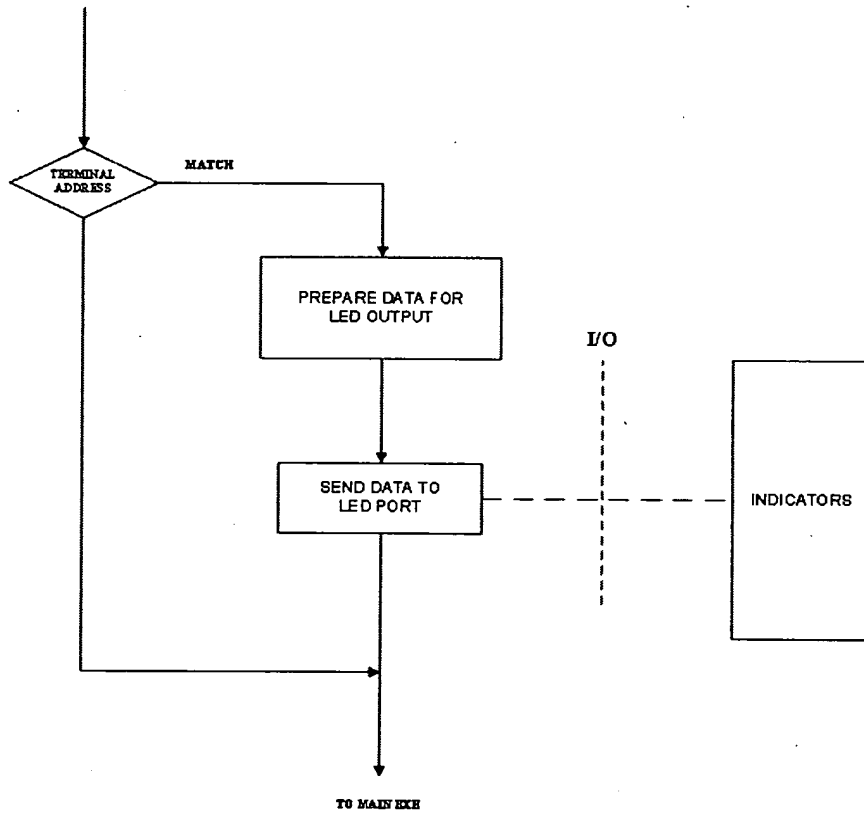 TERMINAL
ADDRESS
MATCH
PREPARE DATA FOR
LED OUTPUT
I/O
SEND DATA TO
LED PORT
INDICATORS
TO MAIN EXE